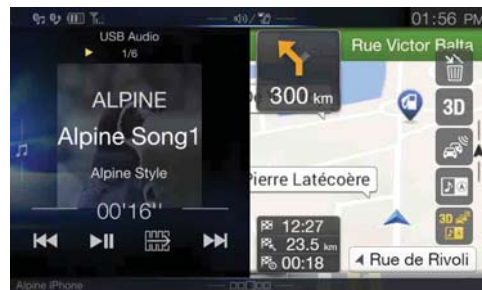 01:56 PM
USB Audio
1/6
ALPINE
Alpine Song1
Alpine Style
00'16''
Alpine iPhone
300 km
Rue Victor Balta
3D
Pierre Latécoère
12:27
23.5 km
00:18
3D
Rue de Rivoli